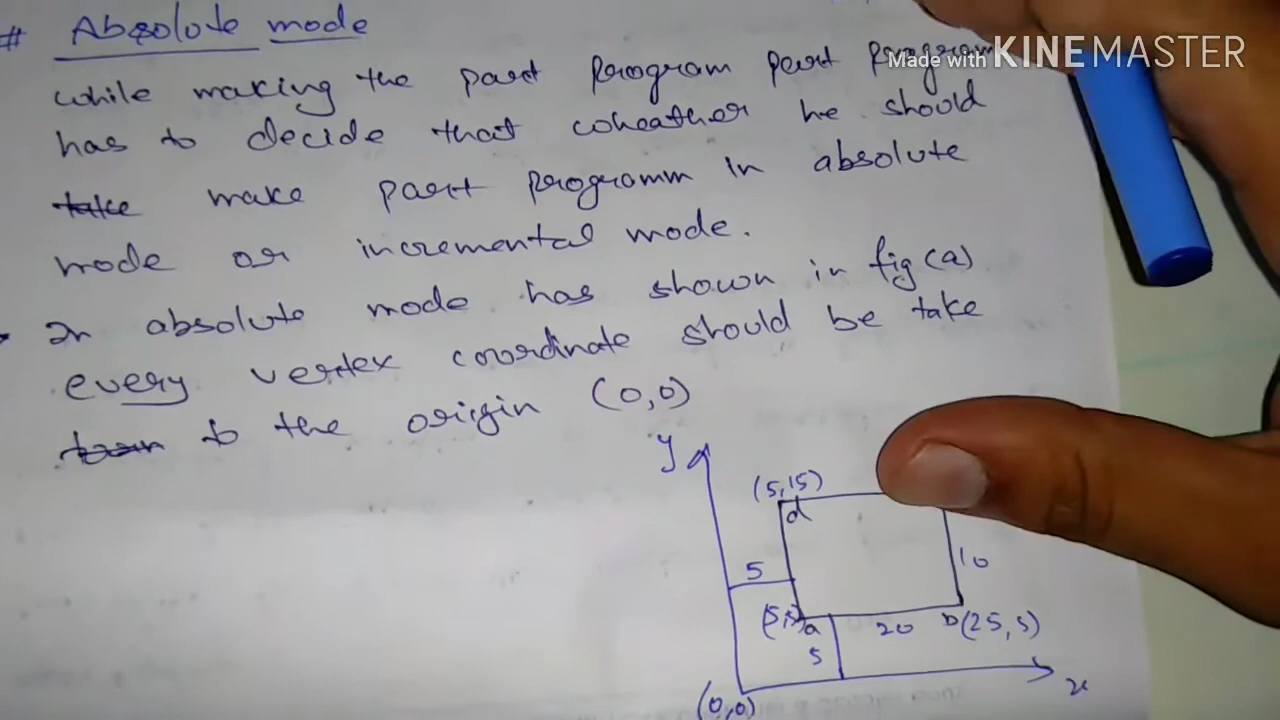 # Absolute mode
Made with KINEMASTER
while making the part program part program
has to decide that wheather he should
take make part programm in absolute
mode or incremental mode.
In absolute mode has shown in fig (a)
every vertex coordinate should be take
to the origin (0,0)
y
(5,15)
d
5
10
(5,5)
a
20
b (25,5)
5
x
(0,0)